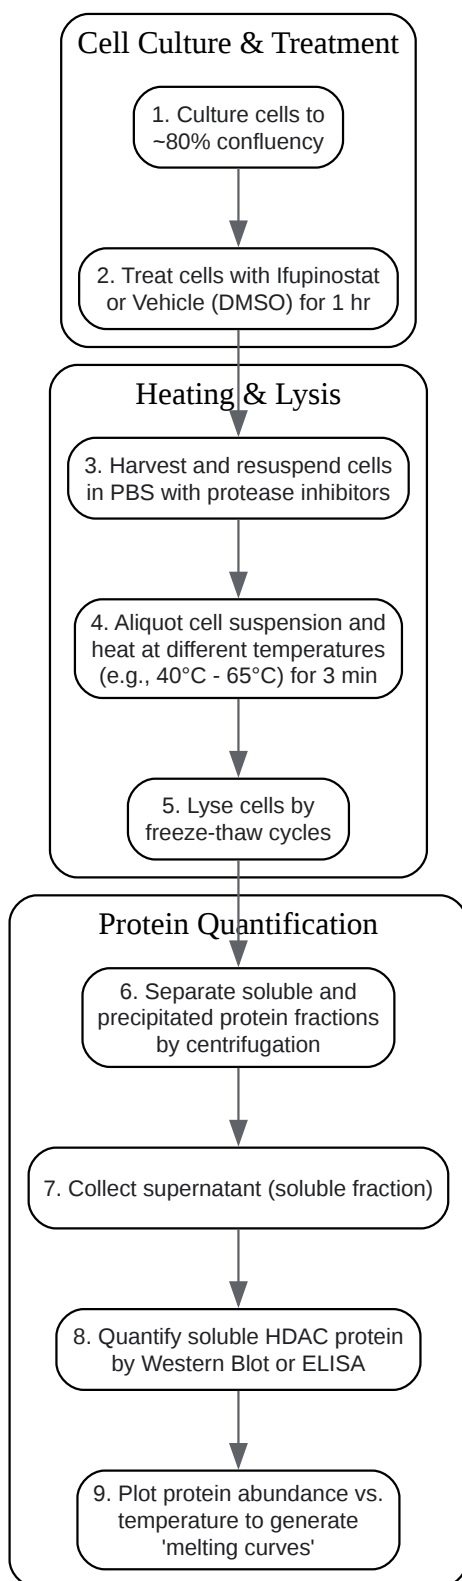 Cell Culture & Treatment
1. Culture cells to
~80% confluency
2. Treat cells with Ifupinostat
or Vehicle (DMSO) for 1 hr
Heating & Lysis
3. Harvest and resuspend cells
in PBS with protease inhibitors
4. Aliquot cell suspension and
heat at different temperatures
(e.g., 40°C - 65°C) for 3 min
5. Lyse cells by
freeze-thaw cycles
Protein Quantification
6. Separate soluble and
precipitated protein fractions
by centrifugation
7. Collect supernatant (soluble fraction)
8. Quantify soluble HDAC protein
by Western Blot or ELISA
9. Plot protein abundance vs.
temperature to generate
'melting curves'